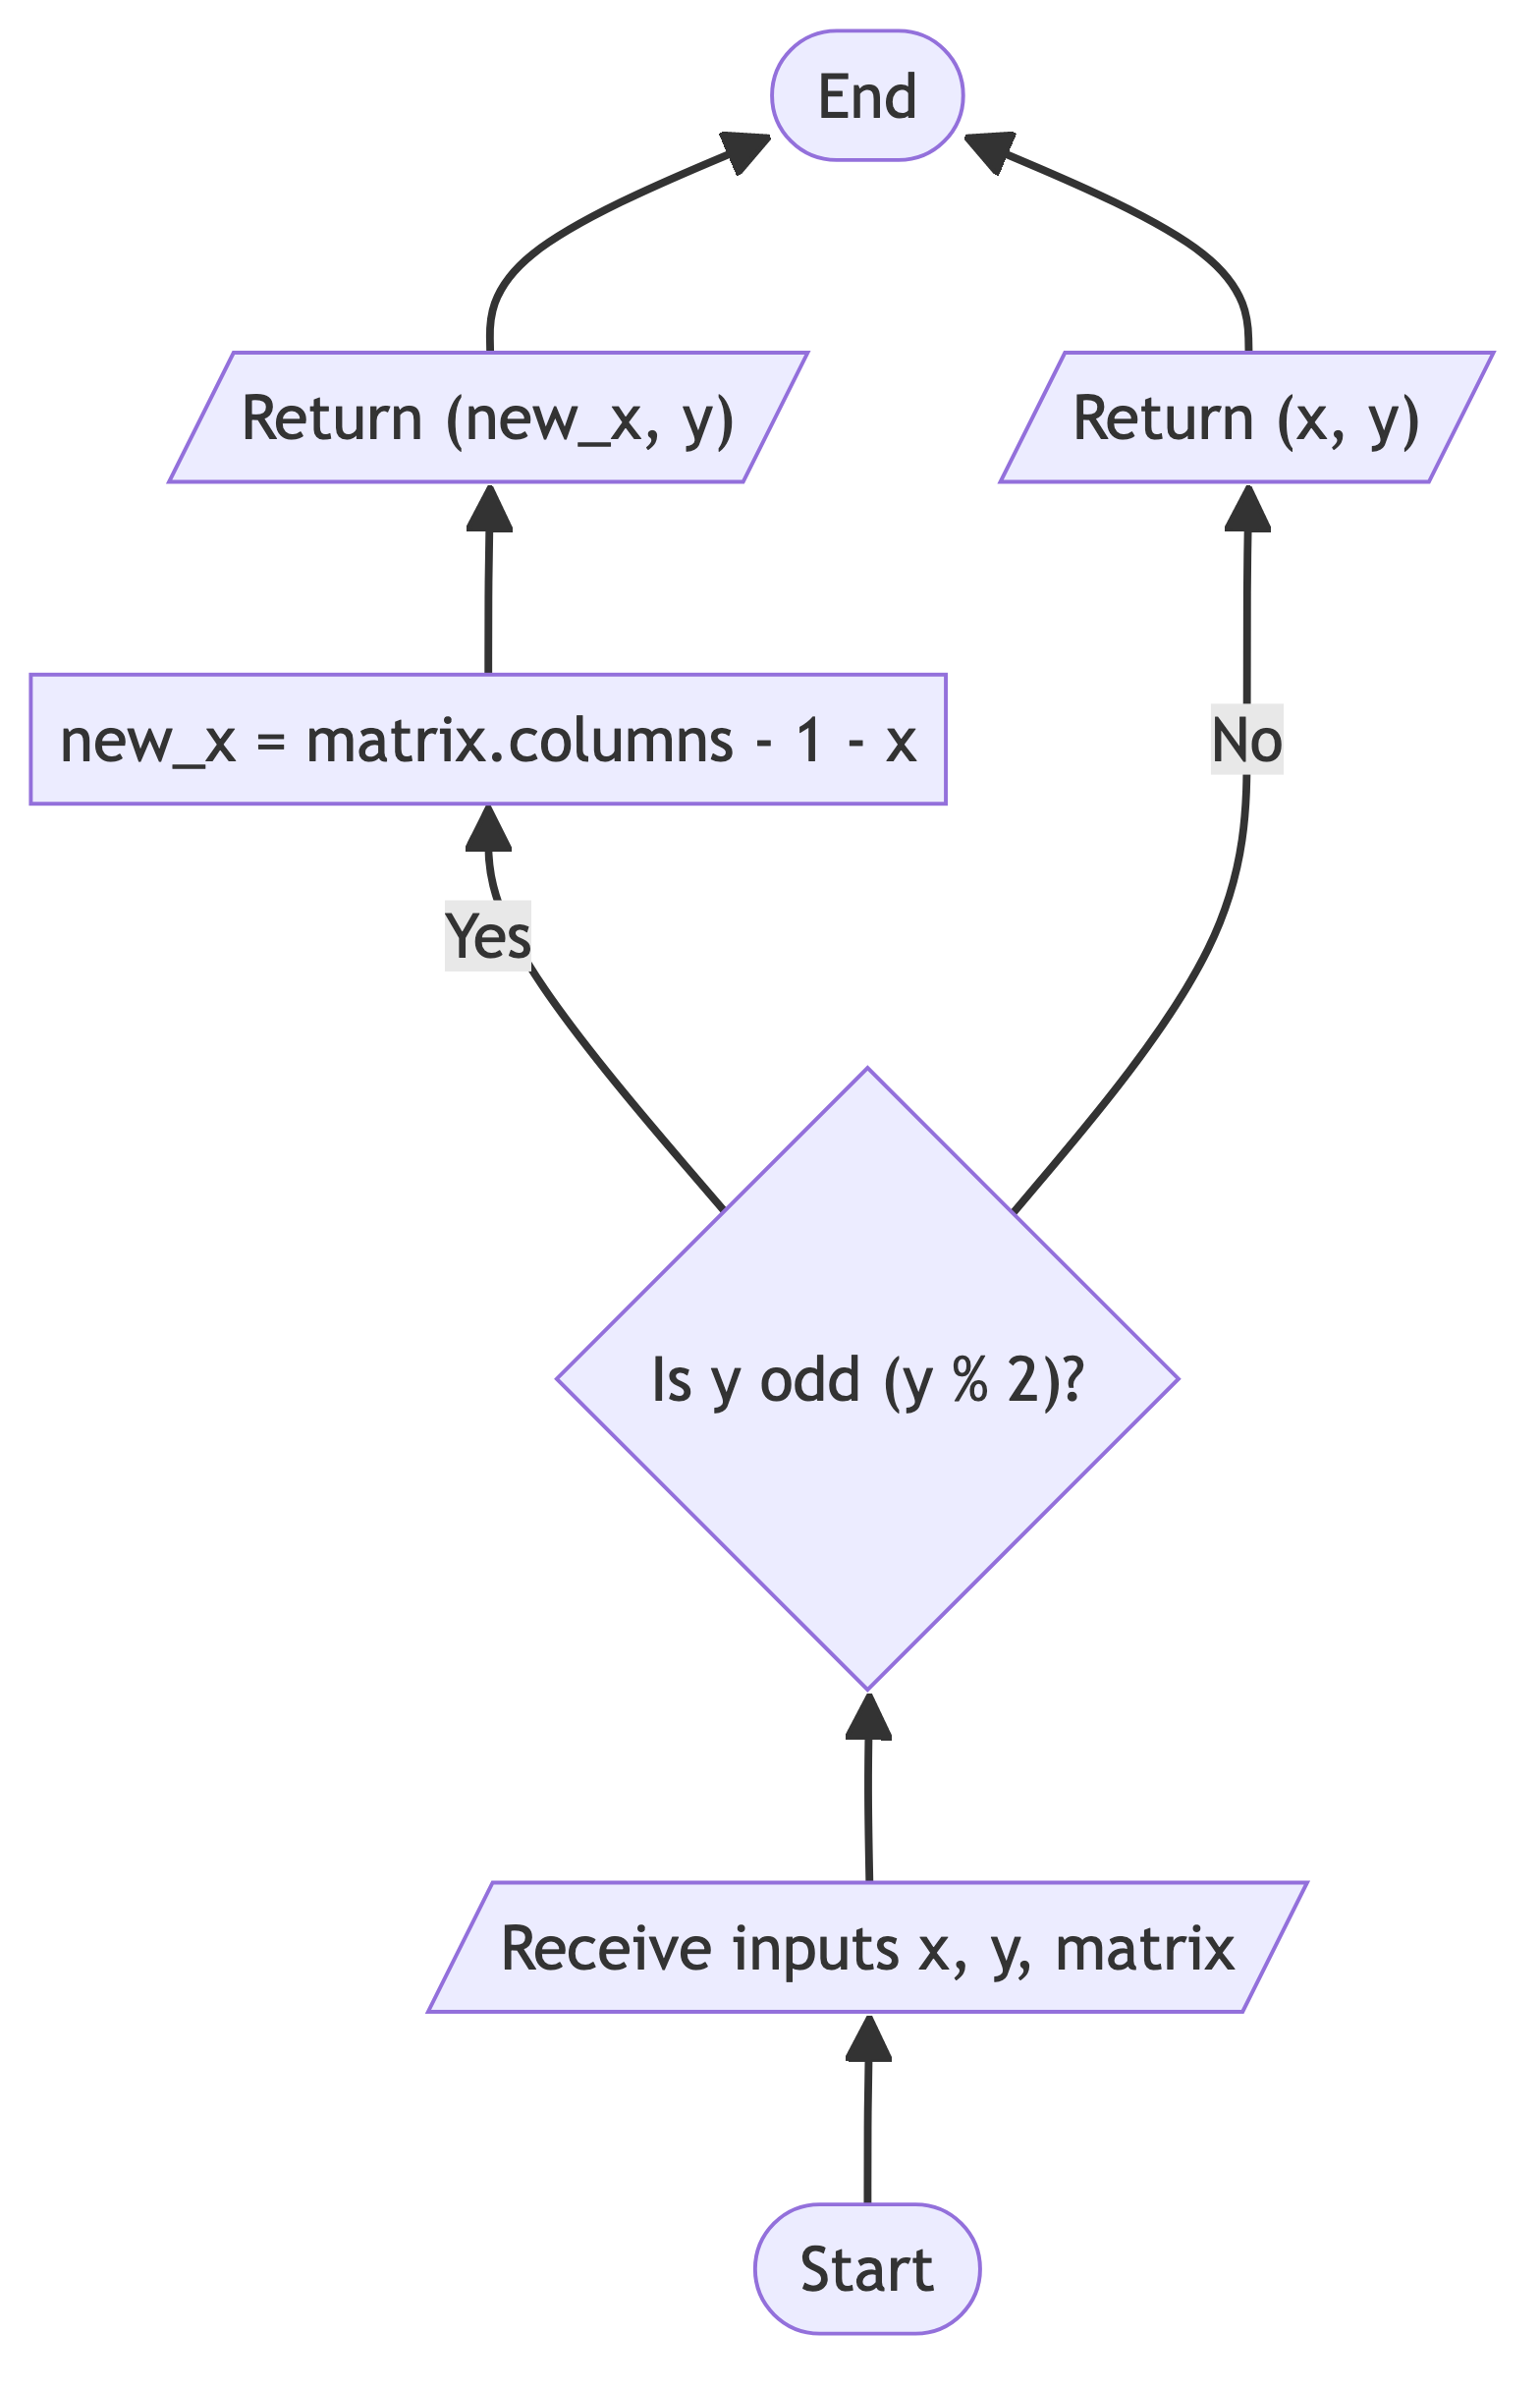 End
Return (new_x, y)
Return (x, y)
new_x = matrix.columns - 1 - x
No
Yes
Is y odd (y % 2)?
Receive inputs x, y, matrix
Start